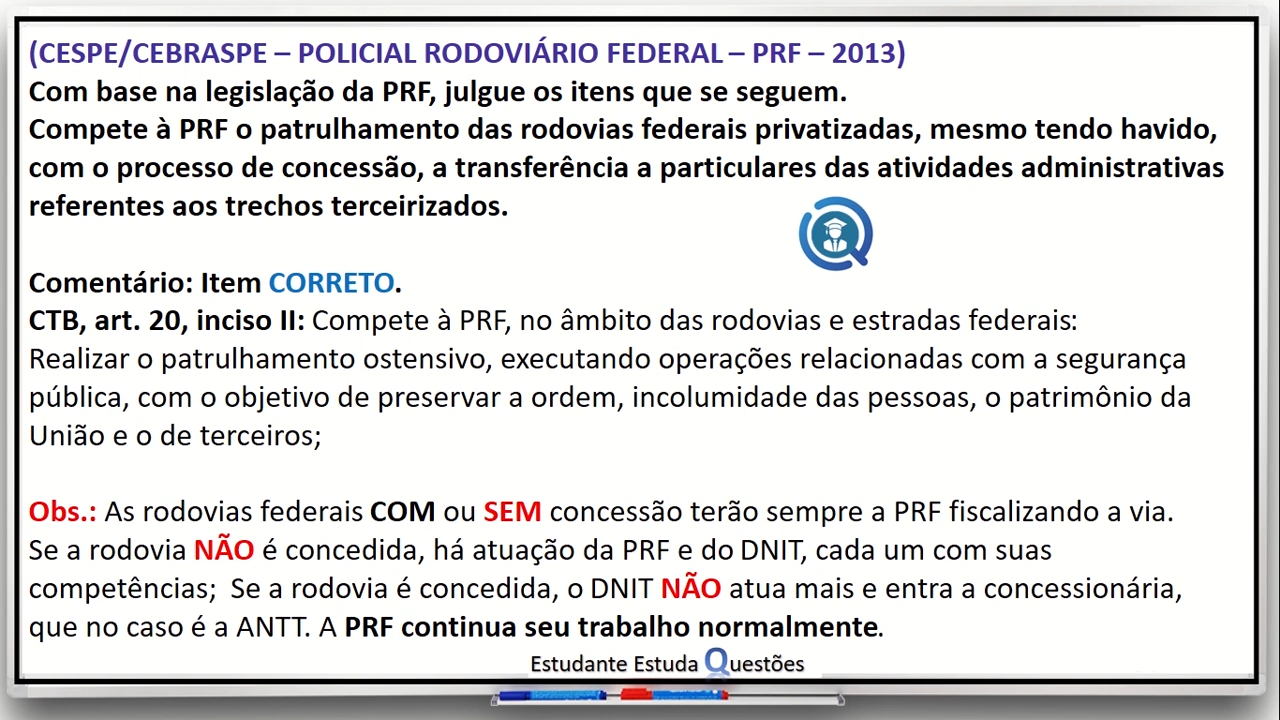 (CESPE/CEBRASPE – POLICIAL RODOVIÁRIO FEDERAL – PRF – 2013)
Com base na legislação da PRF, julgue os itens que se seguem.
Compete à PRF o patrulhamento das rodovias federais privatizadas, mesmo tendo havido,
com o processo de concessão, a transferência a particulares das atividades administrativas
referentes aos trechos terceirizados.
Comentário: Item CORRETO.
CTB, art. 20, inciso II: Compete à PRF, no âmbito das rodovias e estradas federais:
Realizar o patrulhamento ostensivo, executando operações relacionadas com a segurança
pública, com o objetivo de preservar a ordem, incolumidade das pessoas, o patrimônio da
União e o de terceiros;
Obs.: As rodovias federais COM ou SEM concessão terão sempre a PRF fiscalizando a via.
Se a rodovia NÃO é concedida, há atuação da PRF e do DNIT, cada um com suas
competências; Se a rodovia é concedida, o DNIT NÃO atua mais e entra a concessionária,
que no caso é a ANTT. A PRF continua seu trabalho normalmente.
Estudante Estuda Questões